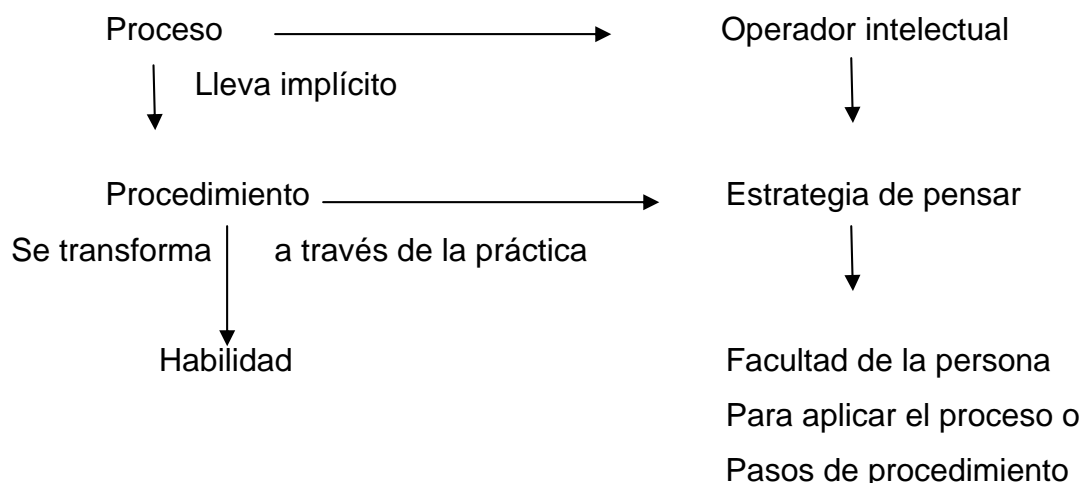 Proceso Operador intelectual
Lleva implícito
Procedimiento Estrategia de pensar
Se transforma a través de la práctica
Habilidad Facultad de la persona
Para aplicar el proceso o
Pasos de procedimiento